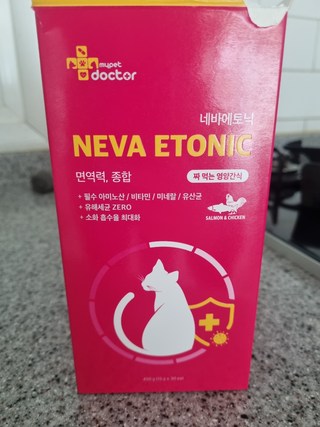 mypet
doctor
네바에토닉
NEVA ETONIC
면역력, 종합
짜 먹는 영양간식
+ 필수 아미노산 / 비타민 / 미네랄 / 유산균
+ 유해세균 ZERO
+ 소화 흡수율 최대화
SALMON & CHICKEN